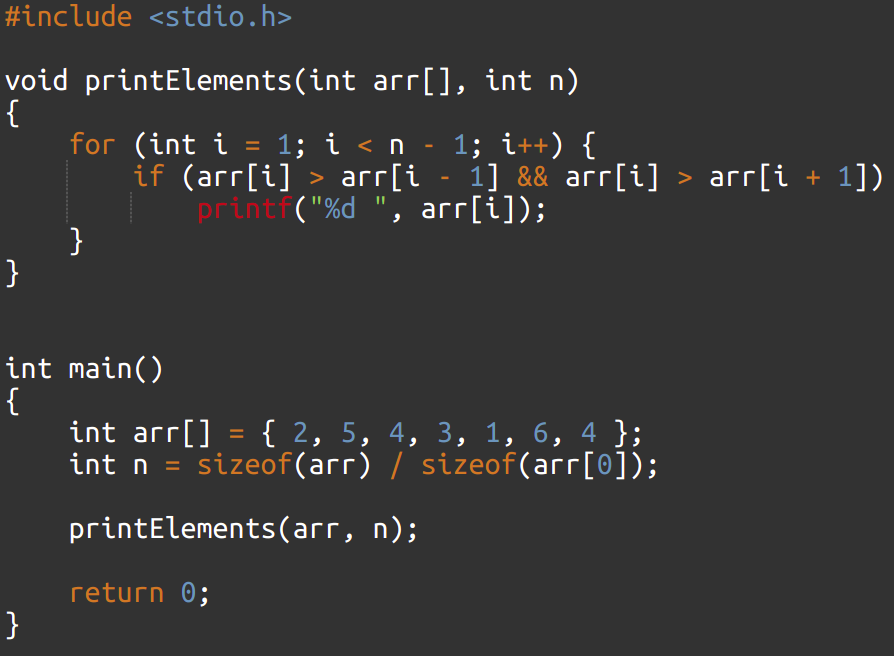 #include <stdio.h>
void printElements(int arr[], int n)
{
for (int i = 1; i < n - 1; i++) {
if (arr[i] > arr[i - 1] && arr[i] > arr[i + 1])
printf("%d ", arr[i]);
}
}
int main()
{
int arr[] = { 2, 5, 4, 3, 1, 6, 4 };
int n = sizeof(arr) / sizeof(arr[0]);
printElements(arr, n);
return 0;
}